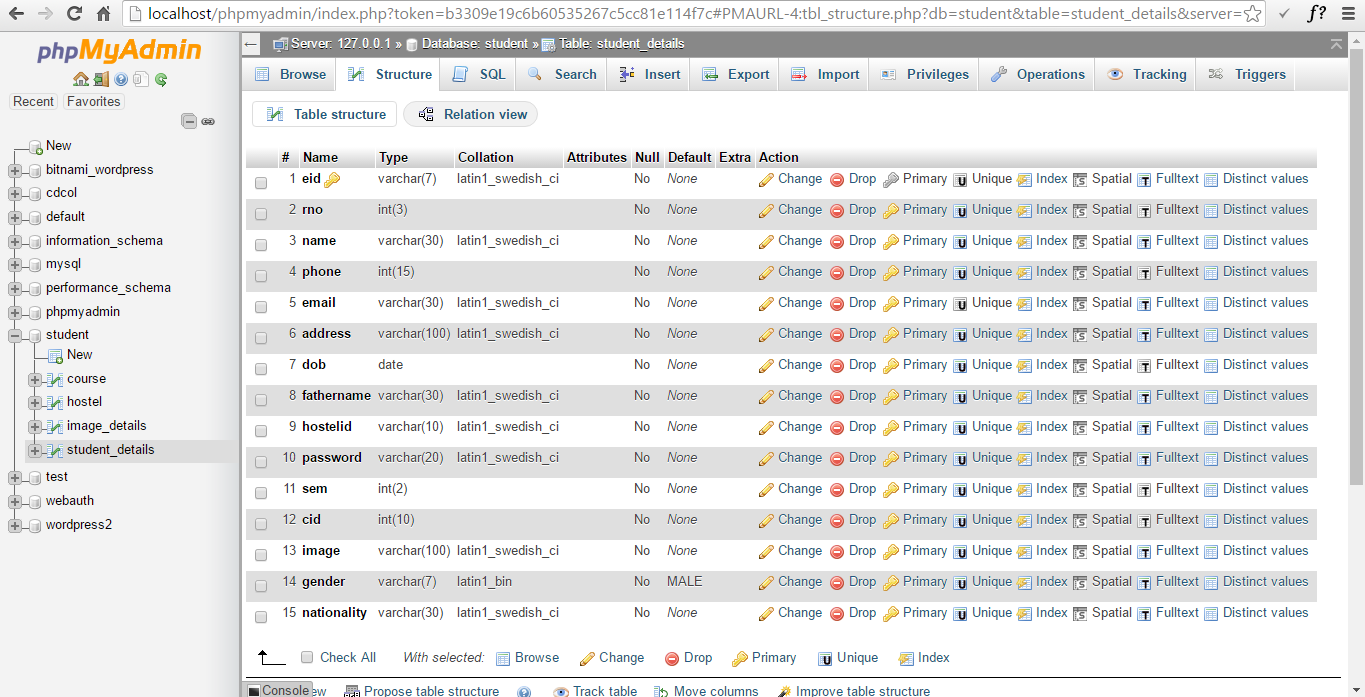 localhost/phpmyadmin/index.php?token=b3309e19c6b60535267c5cc81e114f7c#PMAURL-4:tbl_structure.php?db=student&table=student_details&server=
f?
phpMyAdmin
Recent Favorites
New
bitnami_wordpress
cdcol
default
information_schema
mysql
performance_schema
phpmyadmin
student
New
course
hostel
image_details
student_details
test
webauth
wordpress2
Server: 127.0.0.1 » Database: student » Table: student_details
Browse Structure SQL Search Insert Export Import Privileges Operations Tracking Triggers
Table structure Relation view
# Name Type Collation Attributes Null Default Extra Action
1 eid varchar(7) latin1_swedish_ci No None Change Drop Primary Unique Index Spatial Fulltext Distinct values
2 rno int(3) No None Change Drop Primary Unique Index Spatial Fulltext Distinct values
3 name varchar(30) latin1_swedish_ci No None Change Drop Primary Unique Index Spatial Fulltext Distinct values
4 phone int(15) No None Change Drop Primary Unique Index Spatial Fulltext Distinct values
5 email varchar(30) latin1_swedish_ci No None Change Drop Primary Unique Index Spatial Fulltext Distinct values
6 address varchar(100) latin1_swedish_ci No None Change Drop Primary Unique Index Spatial Fulltext Distinct values
7 dob date No None Change Drop Primary Unique Index Spatial Fulltext Distinct values
8 fathername varchar(30) latin1_swedish_ci No None Change Drop Primary Unique Index Spatial Fulltext Distinct values
9 hostelid varchar(10) latin1_swedish_ci No None Change Drop Primary Unique Index Spatial Fulltext Distinct values
10 password varchar(20) latin1_swedish_ci No None Change Drop Primary Unique Index Spatial Fulltext Distinct values
11 sem int(2) No None Change Drop Primary Unique Index Spatial Fulltext Distinct values
12 cid int(10) No None Change Drop Primary Unique Index Spatial Fulltext Distinct values
13 image varchar(100) latin1_swedish_ci No None Change Drop Primary Unique Index Spatial Fulltext Distinct values
14 gender varchar(7) latin1_bin No MALE Change Drop Primary Unique Index Spatial Fulltext Distinct values
15 nationality varchar(30) latin1_swedish_ci No None Change Drop Primary Unique Index Spatial Fulltext Distinct values
Check All With selected: Browse Change Drop Primary Unique Index
Console ew Propose table structure Track table Move columns Improve table structure